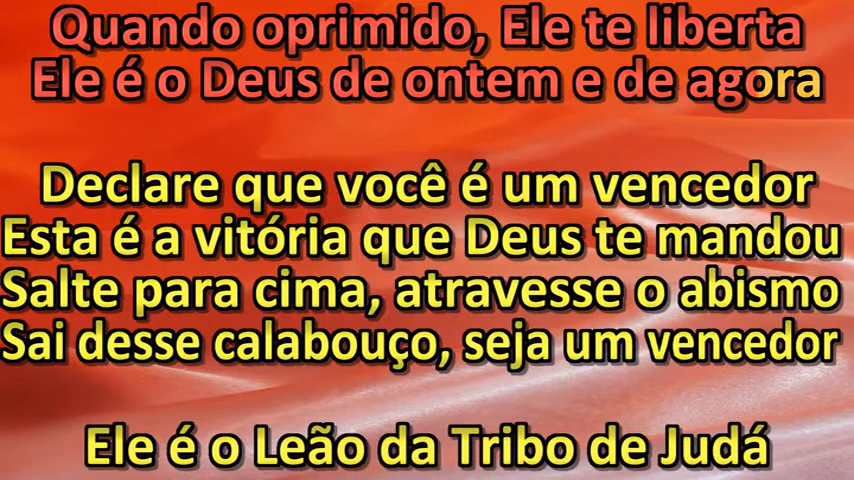 Quando oprimido, Ele te liberta
Ele é o Deus de ontem e de agora
Declare que você é um vencedor
Esta é a vitória que Deus te mandou
Salte para cima, atravesse o abismo
Sai desse calabouço, seja um vencedor
Ele é o Leão da Tribo de Judá